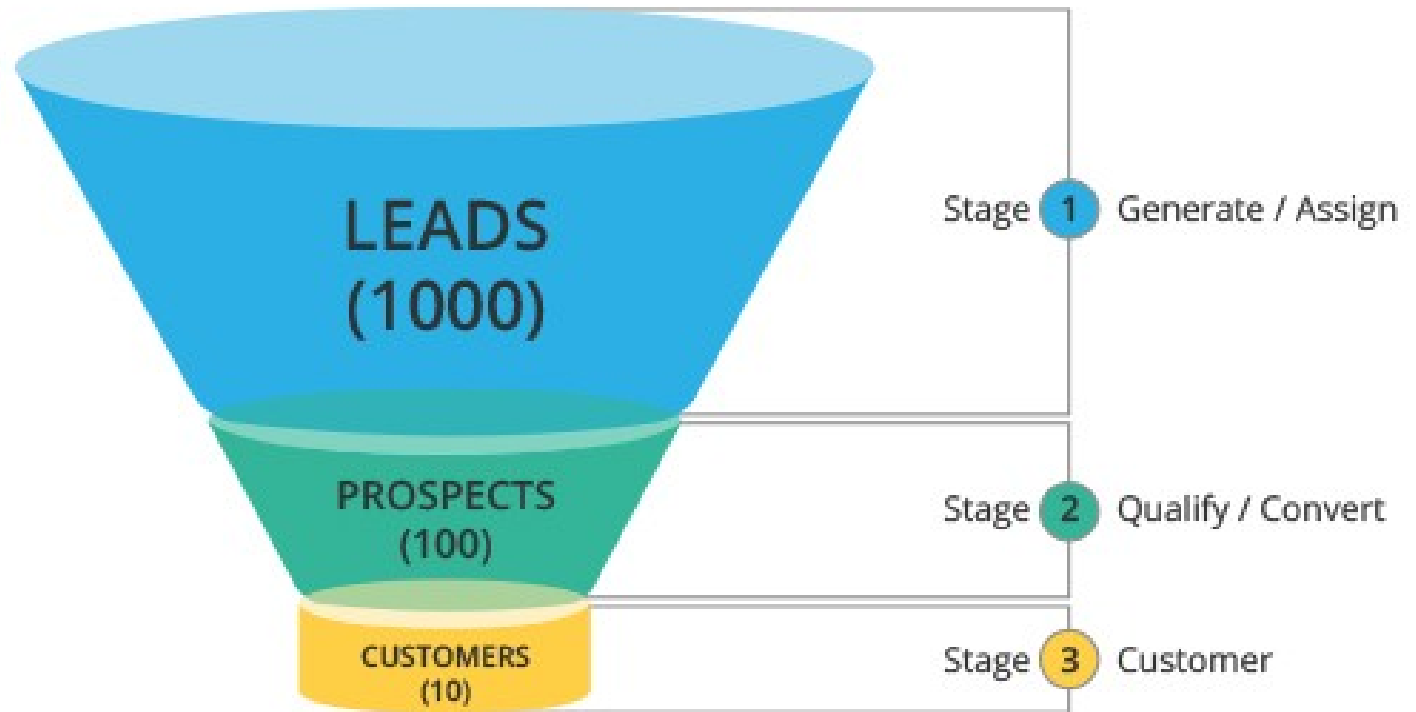 LEADS
(1000)
Stage 1 Generate / Assign
PROSPECTS
(100)
Stage 2 Qualify / Convert
CUSTOMERS
(10)
Stage 3 Customer